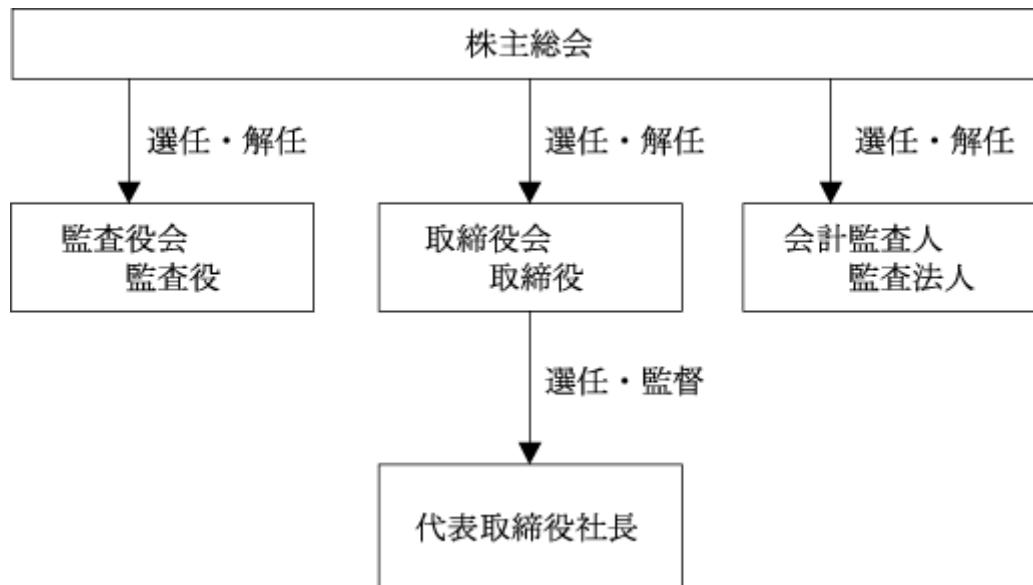 株主総会
選任・解任
選任・解任
選任・解任
監査役会
監査役
取締役会
取締役
会計監査人
監査法人
選任・監督
代表取締役社長